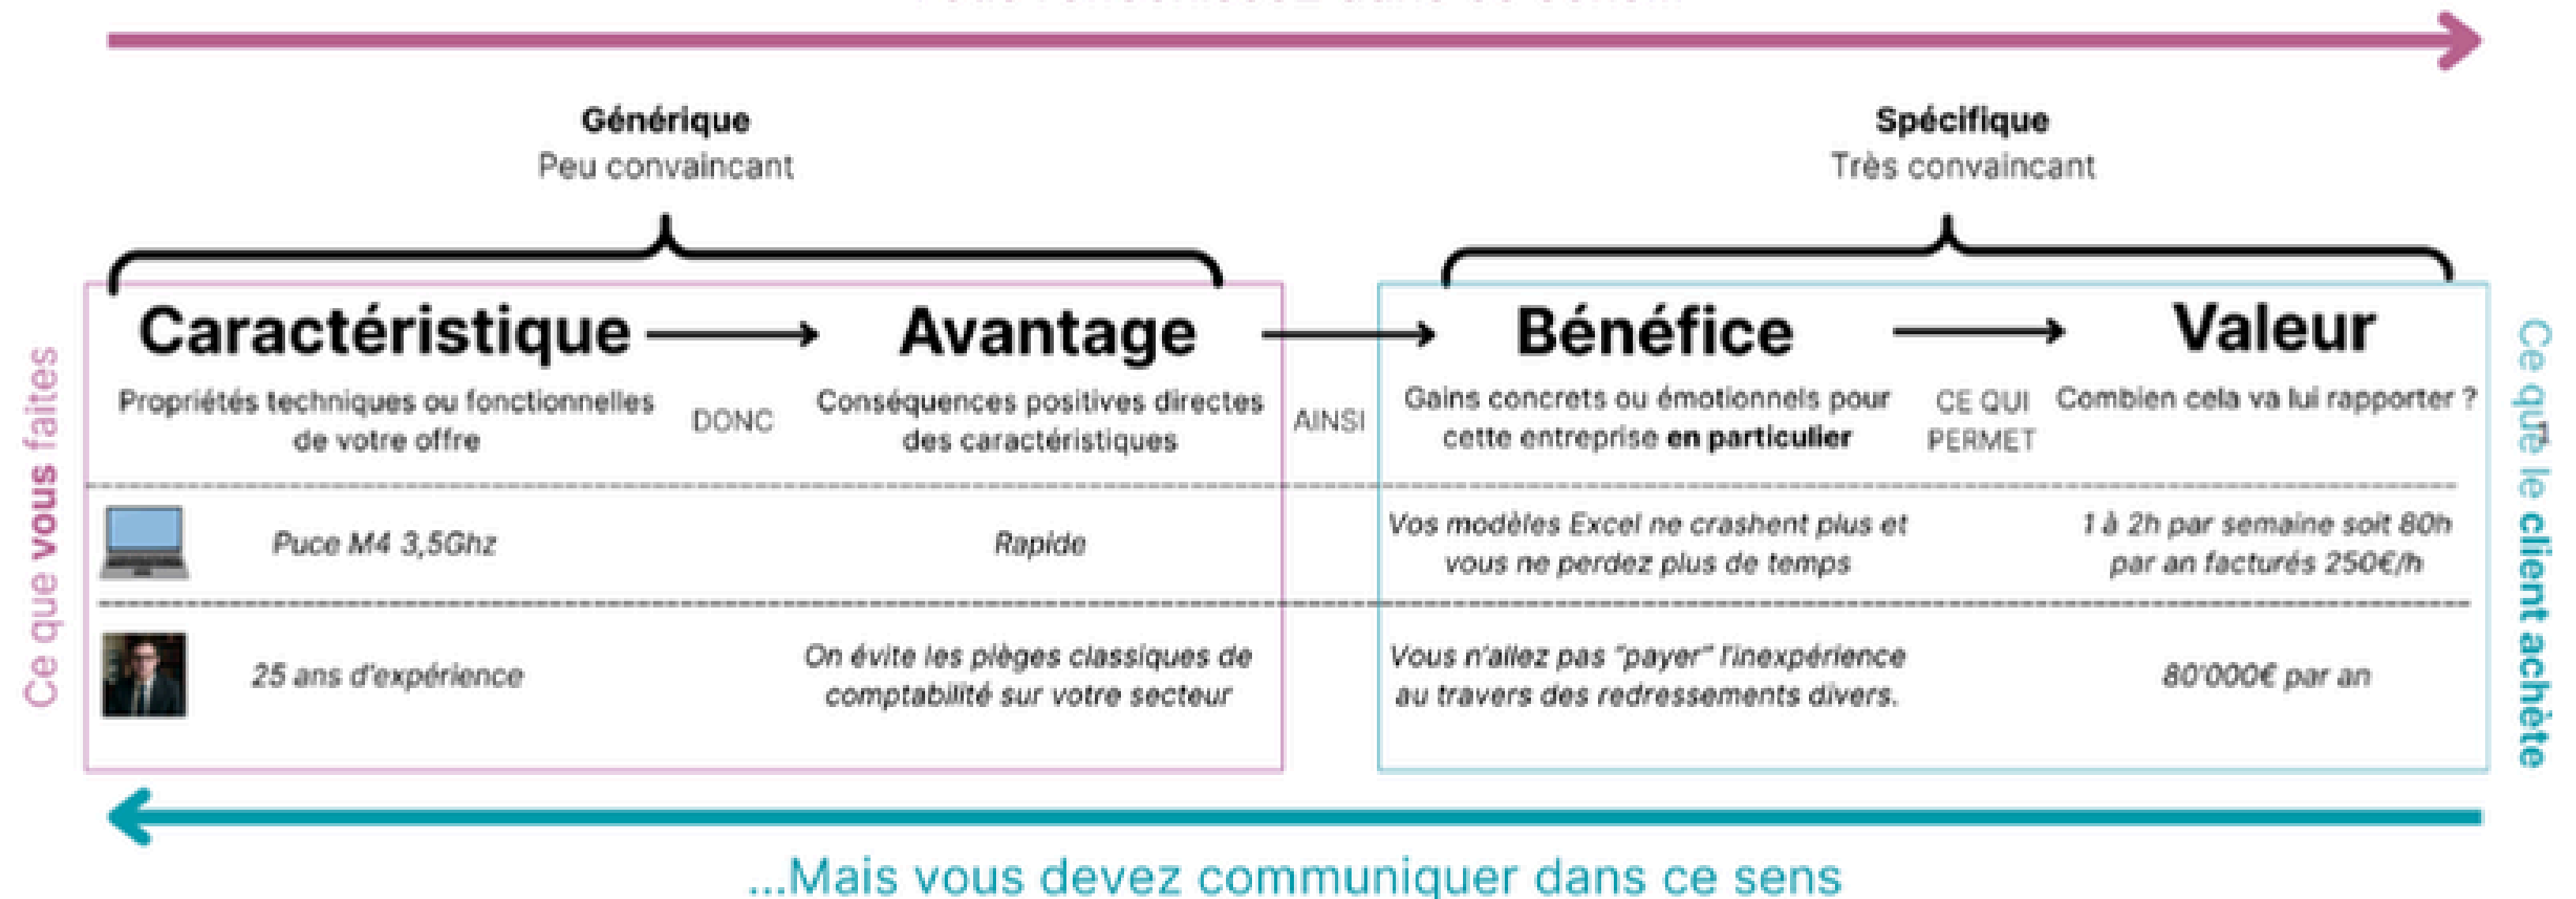 Générique
Peu convaincant
Spécifique
Très convaincant
Ce que vous faites
Caractéristique
Propriétés techniques ou fonctionnelles
de votre offre
DONC
Avantage
Conséquences positives directes
des caractéristiques
AINSI
Bénéfice
Gains concrets ou émotionnels pour
cette entreprise en particulier
CE QUI
PERMET
Valeur
Combien cela va lui rapporter ?
Ce que le client achète
Puce M4 3,5Ghz
Rapide
Vos modèles Excel ne crashent plus et
vous ne perdez plus de temps
1 à 2h par semaine soit 80h
par an facturés 250€/h
25 ans d'expérience
On évite les pièges classiques de
comptabilité sur votre secteur
Vous n'allez pas "payer" l'inexpérience
au travers des redressements divers.
80'000€ par an
...Mais vous devez communiquer dans ce sens